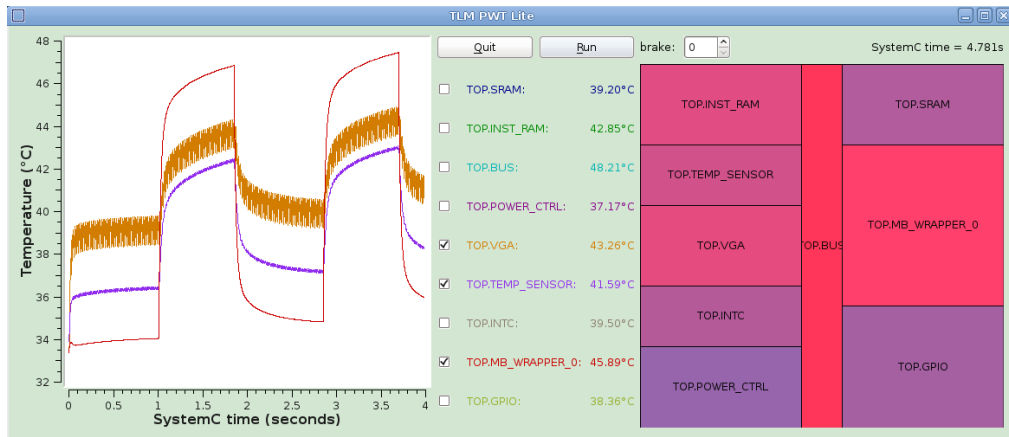 TLM PWT Lite
Quit
Run
brake:
0
SystemC time = 4.781s
48
46
44
42
40
38
36
34
32
Temperature (°C)
0
0.5
1
1.5
2
2.5
3
3.5
4
SystemC time (seconds)
TOP.SRAM: 39.20°C
TOP.INST_RAM: 42.85°C
TOP.BUS: 48.21°C
TOP.POWER_CTRL: 37.17°C
TOP.VGA: 43.26°C
TOP.TEMP_SENSOR: 41.59°C
TOP.INTC: 39.50°C
TOP.MB_WRAPPER_0: 45.89°C
TOP.GPIO: 38.36°C
TOP.INST_RAM
TOP.TEMP_SENSOR
TOP.VGA
TOP.INTC
TOP.POWER_CTRL
TOP.BUS
TOP.SRAM
TOP.MB_WRAPPER_0
TOP.GPIO